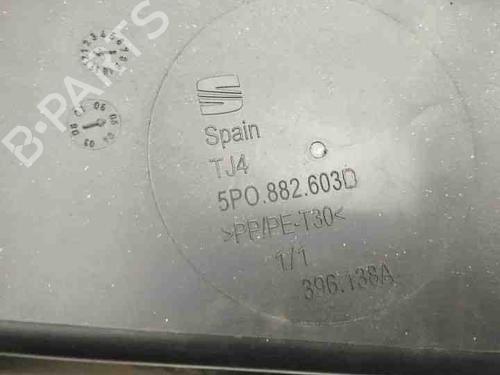 B-PARTS
Spain
TJ4
5P0.882.603D
>PP/PE-T30<
1/1
396.138A